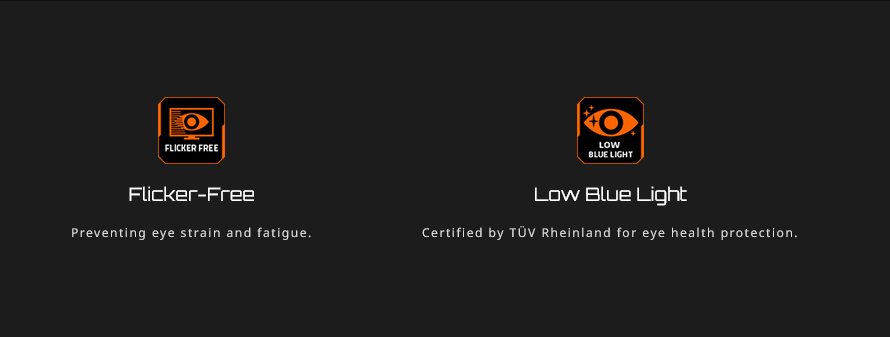 FLICKER FREE
Flicker-Free
Preventing eye strain and fatigue.
LOW
BLUE LIGHT
Low Blue Light
Certified by TÜV Rheinland for eye health protection.